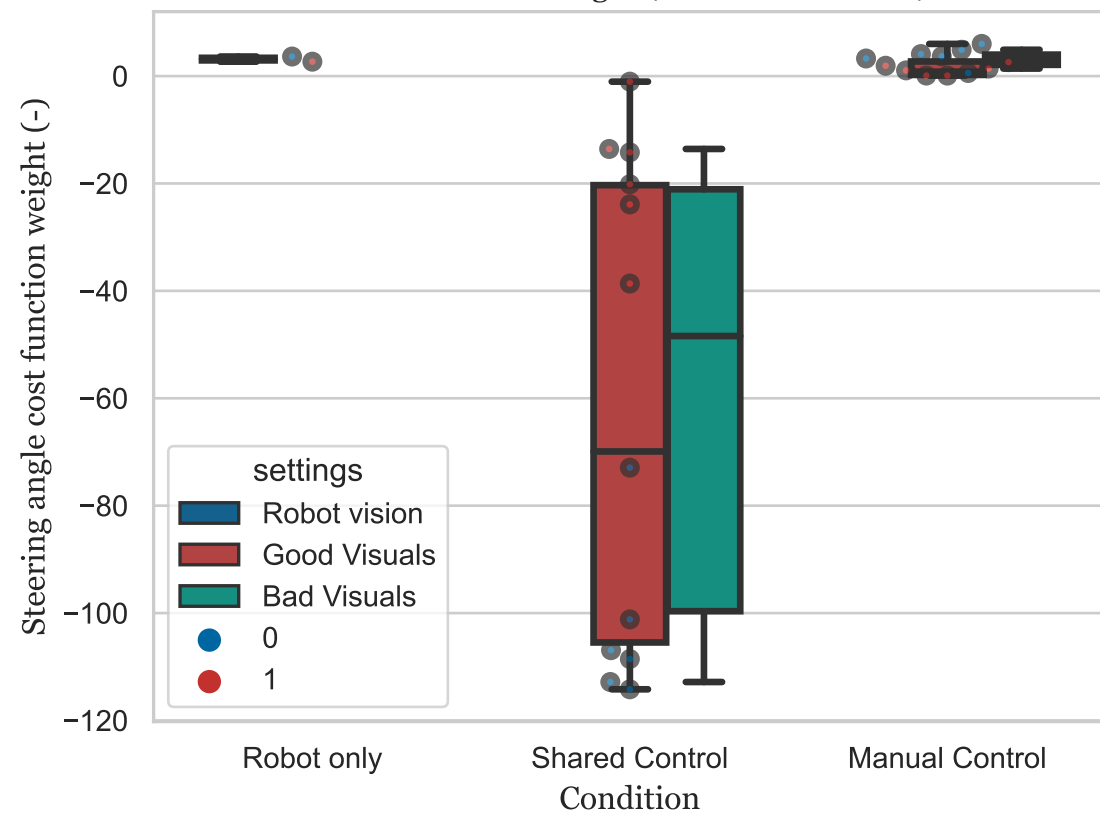 Steering angle cost function weight (-)
0
−20
−40
−60
−80
−100
−120
settings
Robot vision
Good Visuals
Bad Visuals
0
1
Robot only
Shared Control
Manual Control
Condition